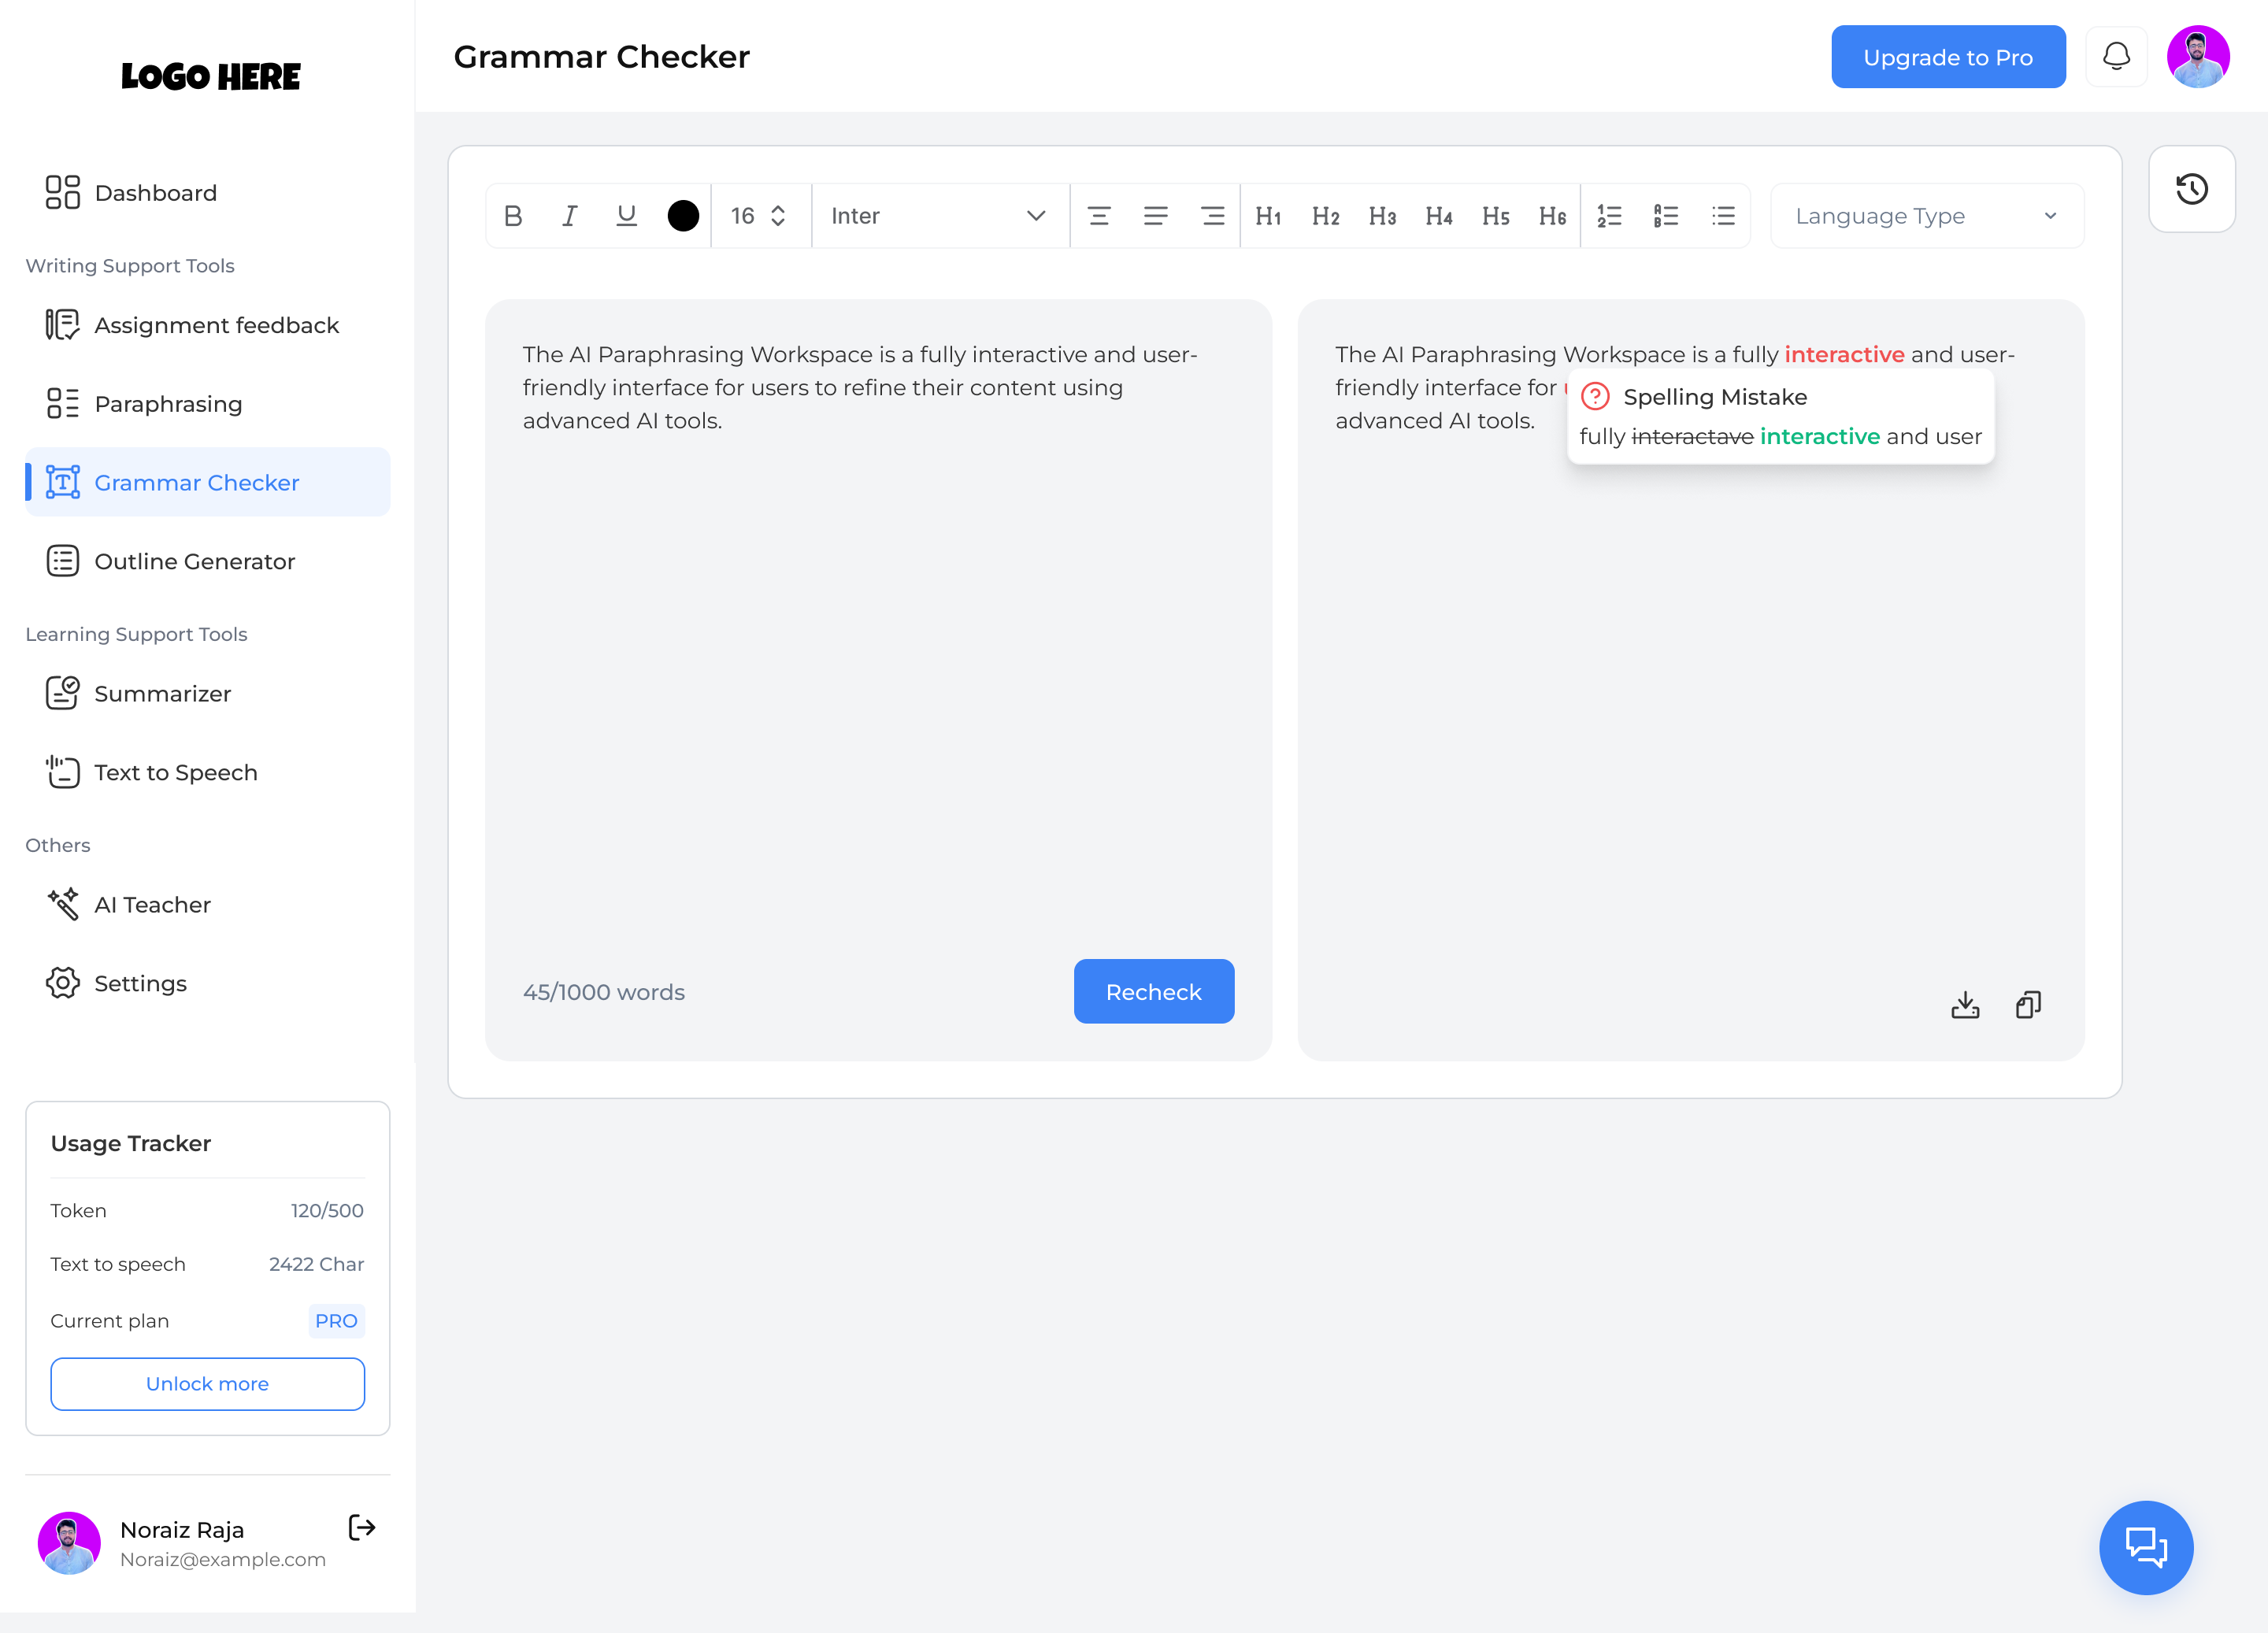 LOGO HERE
Grammar Checker
Upgrade to Pro
Dashboard
Writing Support Tools
Assignment feedback
Paraphrasing
Grammar Checker
Outline Generator
Learning Support Tools
Summarizer
Text to Speech
Others
AI Teacher
Settings
Usage Tracker
Token 120/500
Text to speech 2422 Char
Current plan PRO
Unlock more
Noraiz Raja
Noraiz@example.com
B I U 16 Inter H1 H2 H3 H4 H5 H6 Language Type
The AI Paraphrasing Workspace is a fully interactive and user-
friendly interface for users to refine their content using
advanced AI tools.
45/1000 words
Recheck
The AI Paraphrasing Workspace is a fully interactive and user-
friendly interface for
advanced AI tools.
Spelling Mistake
fully interactave interactive and user